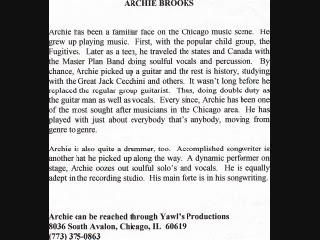 ARCHIE BROOKS
Archie has been a familiar face on the Chicago music scene. He
grew up playing music. First, with the popular child group, the
Fugitives. Later as a teen, he traveled the states and Canada with
the Master Plan Band doing soulful vocals and percussion. By
chance, Archie picked up a guitar and the rest is history, studying
with the Great Jack Cecchini and others. It wasn't long before he
replaced the regular group guitarist. Thus, doing double duty as
the guitar man as well as vocals. Every since, Archie has been one
of the most sought after musicians in the Chicago area. He has
played with just about everybody that's anybody, moving from
genre to genre.
Archie is also quite a drummer, too. Accomplished songwriter is
another hat he picked up along the way. A dynamic performer on
stage, Archie oozes out soulful solo's and vocals. He is equally
adept in the recording studio. His main forte is in his songwriting.
Archie can be reached through Yawl's Productions
8036 South Avalon, Chicago, IL 60619
(773) 375-0863